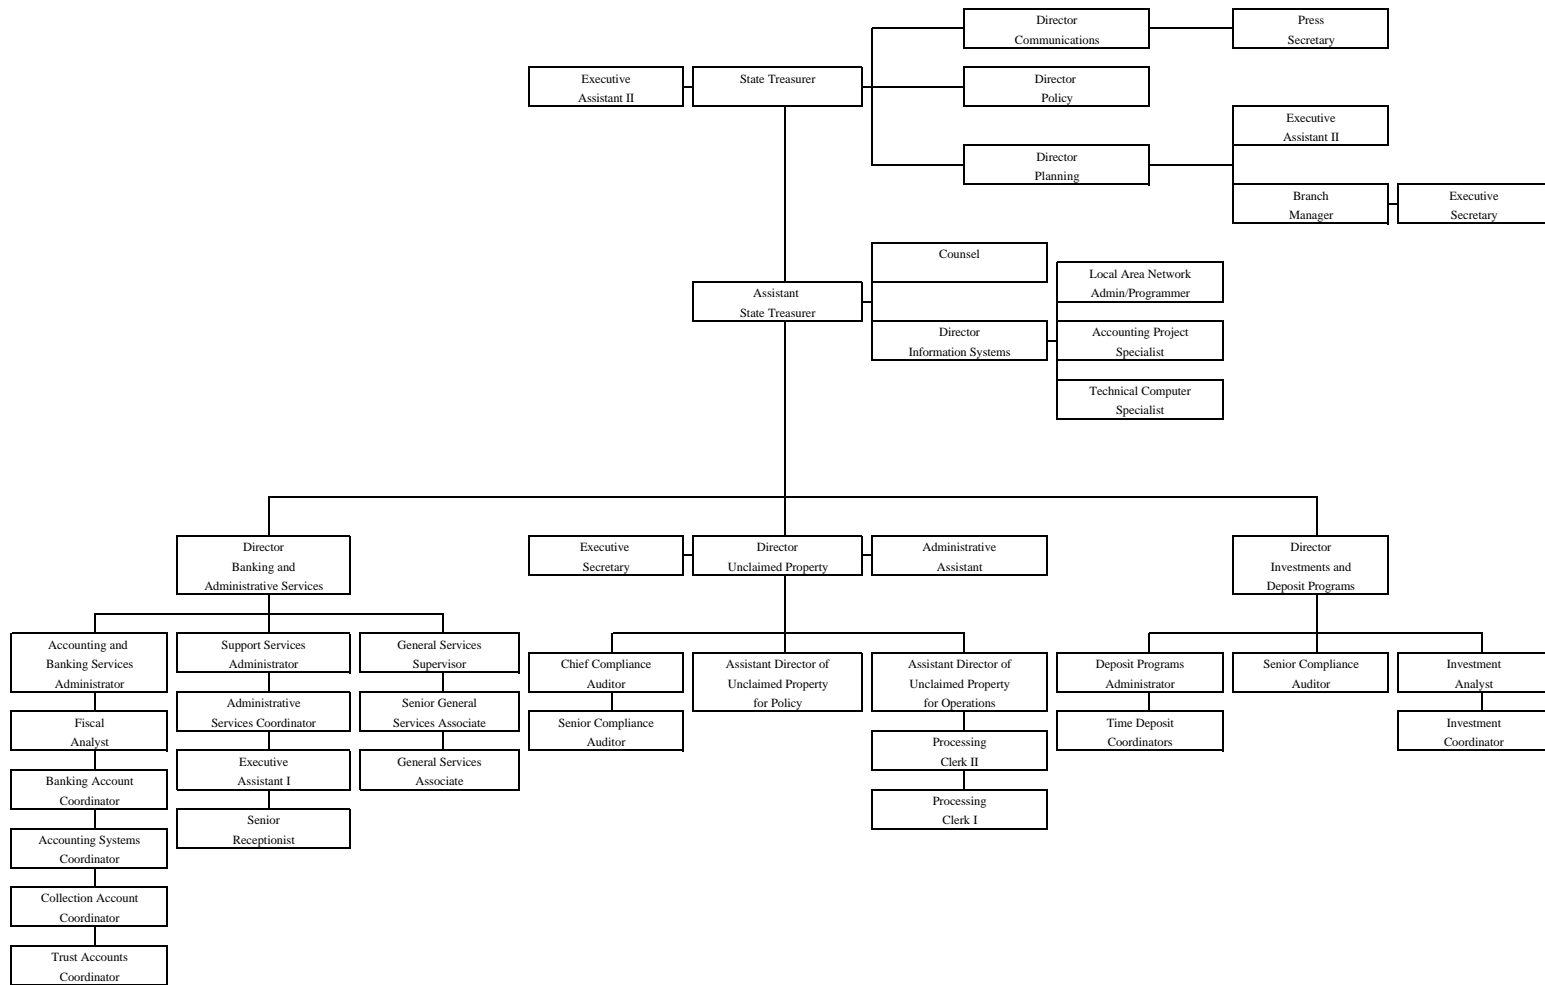 Director
Communications
Press
Secretary
Executive
Assistant II
State Treasurer
Director
Policy
Executive
Assistant II
Director
Planning
Branch
Manager
Executive
Secretary
Counsel
Local Area Network
Admin/Programmer
Assistant
State Treasurer
Director
Information Systems
Accounting Project
Specialist
Technical Computer
Specialist
Director
Banking and
Administrative Services
Executive
Secretary
Director
Unclaimed Property
Administrative
Assistant
Director
Investments and
Deposit Programs
Accounting and
Banking Services
Administrator
Support Services
Administrator
General Services
Supervisor
Chief Compliance
Auditor
Assistant Director of
Unclaimed Property
for Policy
Assistant Director of
Unclaimed Property
for Operations
Deposit Programs
Administrator
Senior Compliance
Auditor
Investment
Analyst
Fiscal
Analyst
Administrative
Services Coordinator
Senior General
Services Associate
Senior Compliance
Auditor
Processing
Clerk II
Time Deposit
Coordinators
Investment
Coordinator
Banking Account
Coordinator
Executive
Assistant I
General Services
Associate
Processing
Clerk I
Accounting Systems
Coordinator
Senior
Receptionist
Collection Account
Coordinator
Trust Accounts
Coordinator